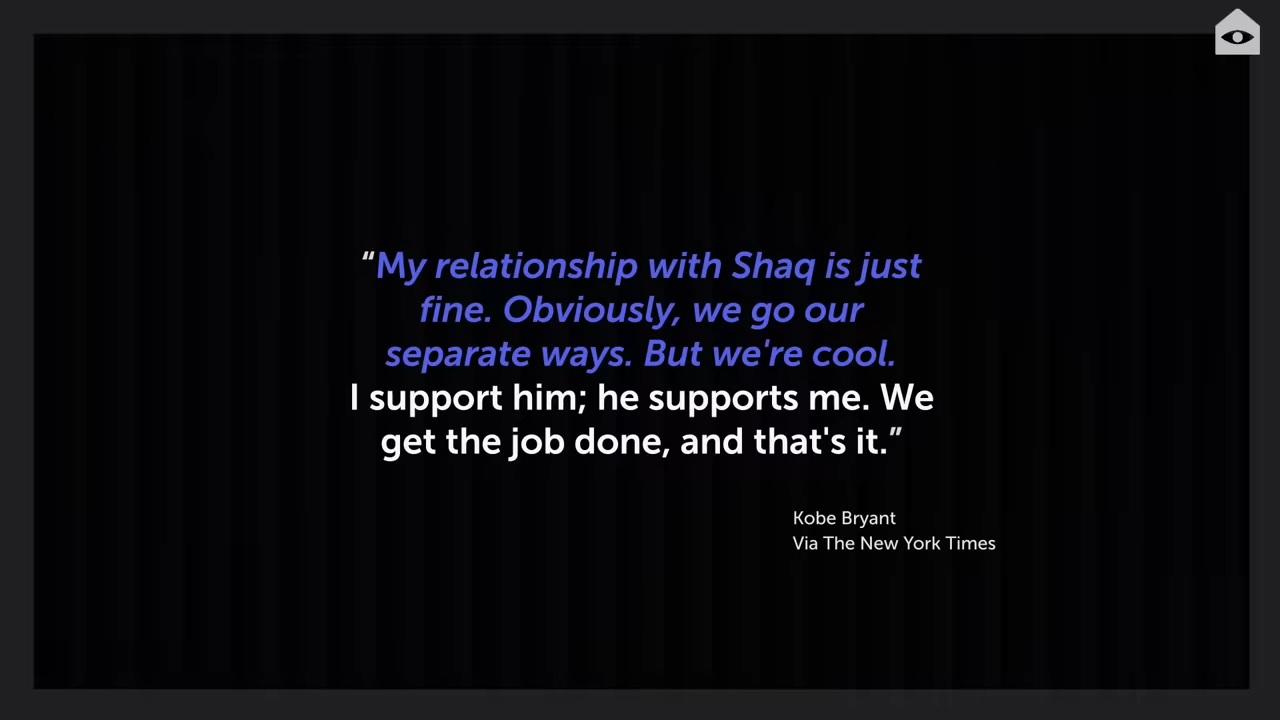 “My relationship with Shaq is just
fine. Obviously, we go our
separate ways. But we're cool.
I support him; he supports me. We
get the job done, and that's it.”
Kobe Bryant
Via The New York Times